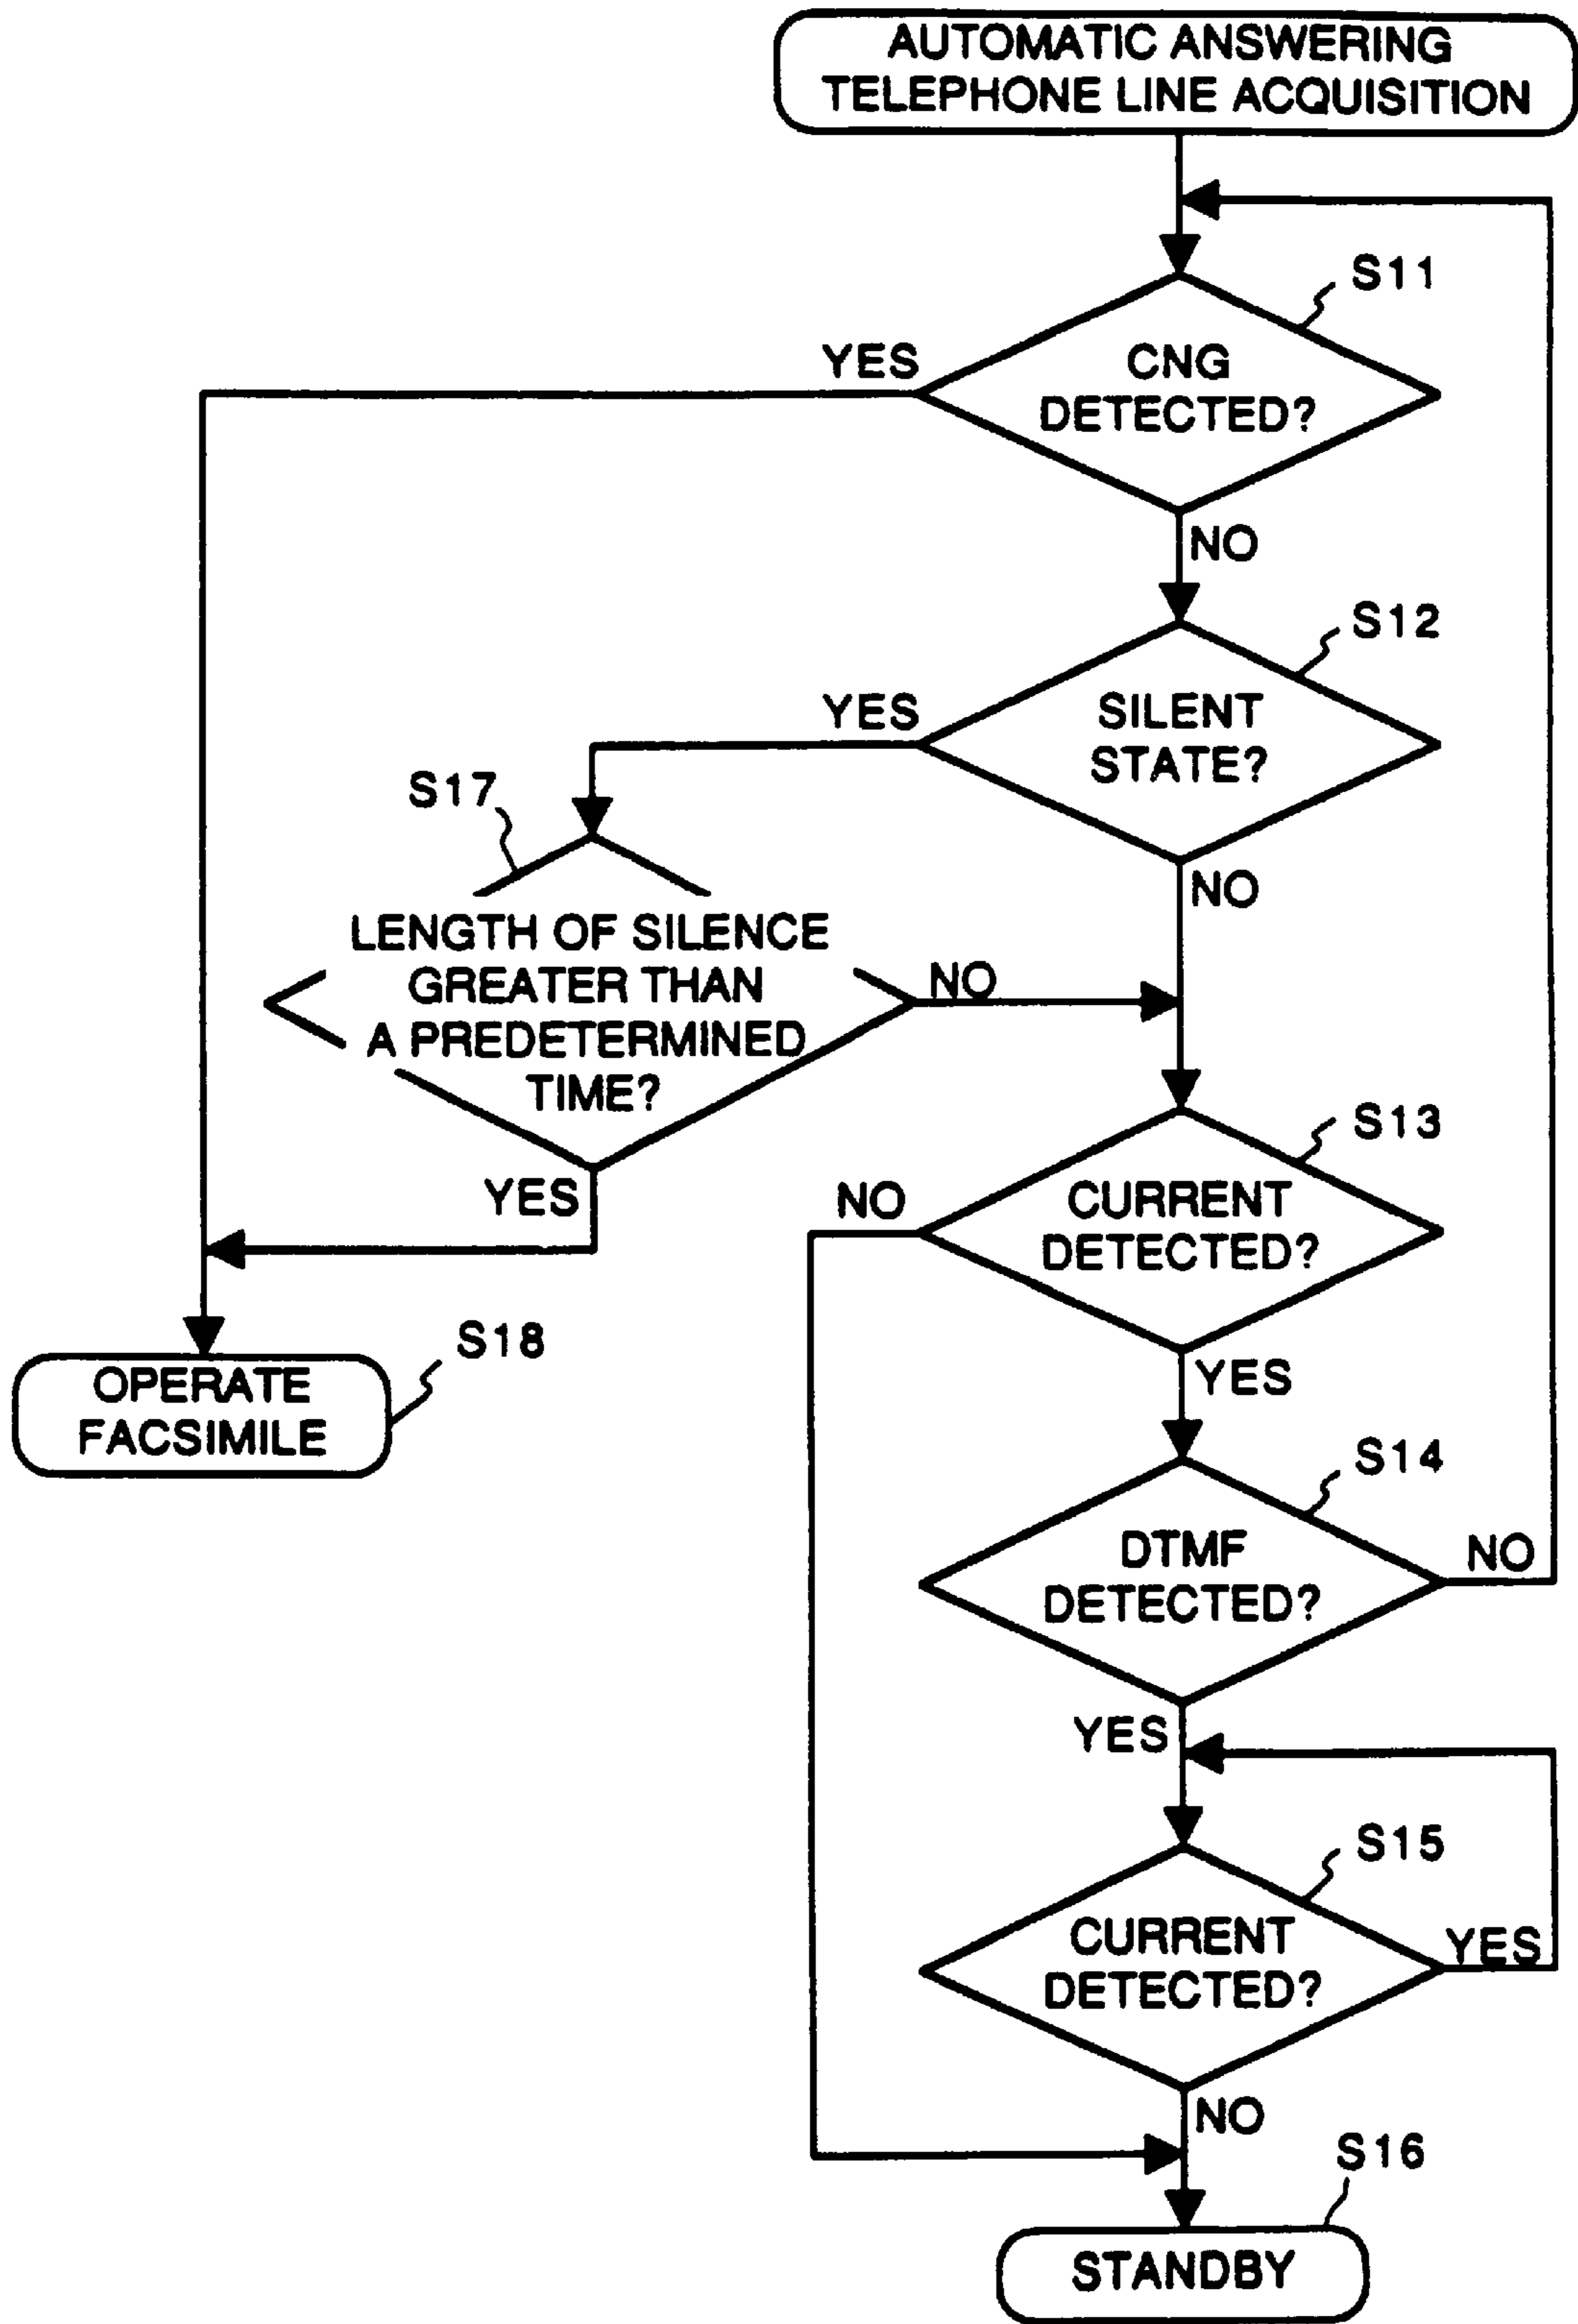 AUTOMATIC ANSWERING
TELEPHONE LINE ACQUISITION
S11
YES
CNG
DETECTED?
NO
S12
YES
SILENT
STATE?
NO
S17
LENGTH OF SILENCE
GREATER THAN
A PREDETERMINED
TIME?
NO
YES
S13
NO
CURRENT
DETECTED?
YES
S18
OPERATE
FACSIMILE
S14
DTMF
DETECTED?
NO
YES
S15
CURRENT
DETECTED?
YES
NO
S16
STANDBY